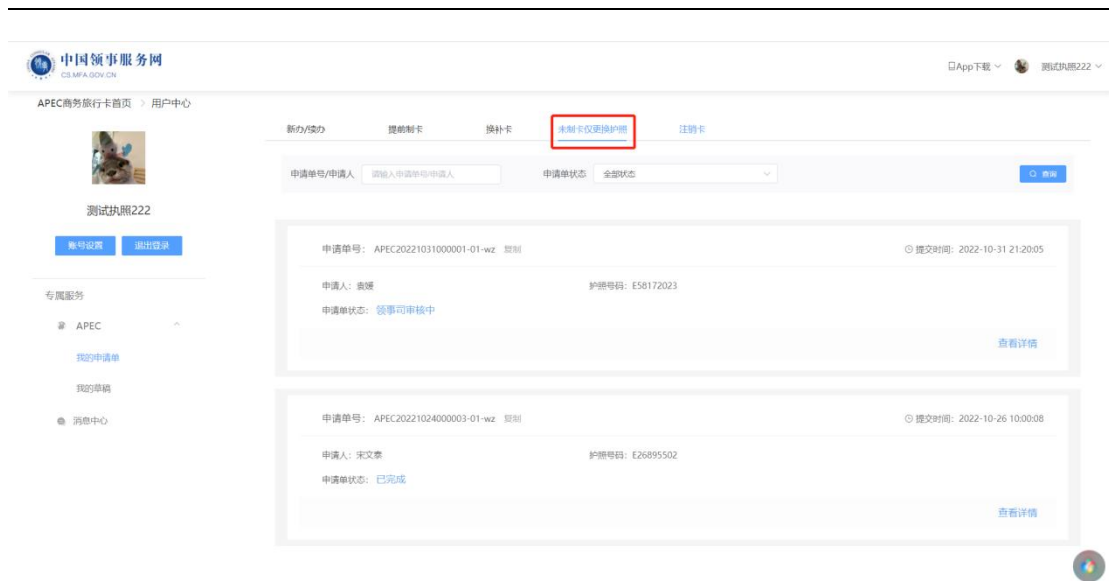 中国领事服务网
CS.MFA.GOV.CN
App下载
测试执照222
APEC商务旅行卡首页 > 用户中心
新办/续办 提前制卡 换补卡 未制卡仅更换护照 注销卡
申请单号/申请人 请输入申请单号/申请人 申请单状态 全部状态 查询
测试执照222
账号设置 退出登录
申请单号: APEC20221031000001-01-wz 复制 提交时间: 2022-10-31 21:20:05
申请人: 袁媛 护照号码: E58172023
申请单状态: 领事司审核中
查看详情
专属服务
APEC
我的申请单
我的草稿
消息中心
申请单号: APEC20221024000003-01-wz 复制 提交时间: 2022-10-26 10:00:08
申请人: 宋文泰 护照号码: E26895502
申请单状态: 已完成
查看详情